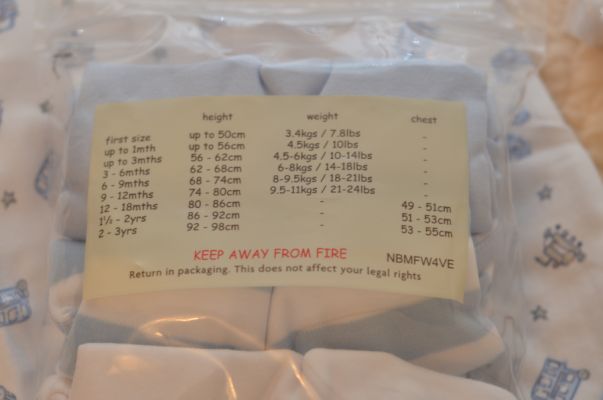 height weight chest
first size up to 50cm 3.4kgs / 7.8lbs -
up to 1mth up to 56cm 4.5kgs / 10lbs -
up to 3mths 56 - 62cm 4.5-6kgs / 10-14lbs -
3 - 6mths 62 - 68cm 6-8kgs / 14-18lbs -
6 - 9mths 68 - 74cm 8-9.5kgs / 18-21lbs -
9 - 12mths 74 - 80cm 9.5-11kgs / 21-24lbs -
12 - 18mths 80 - 86cm - 49 - 51cm
1½ - 2yrs 86 - 92cm - 51 - 53cm
2 - 3yrs 92 - 98cm - 53 - 55cm
KEEP AWAY FROM FIRE NBMFW4VE
Return in packaging. This does not affect your legal rights